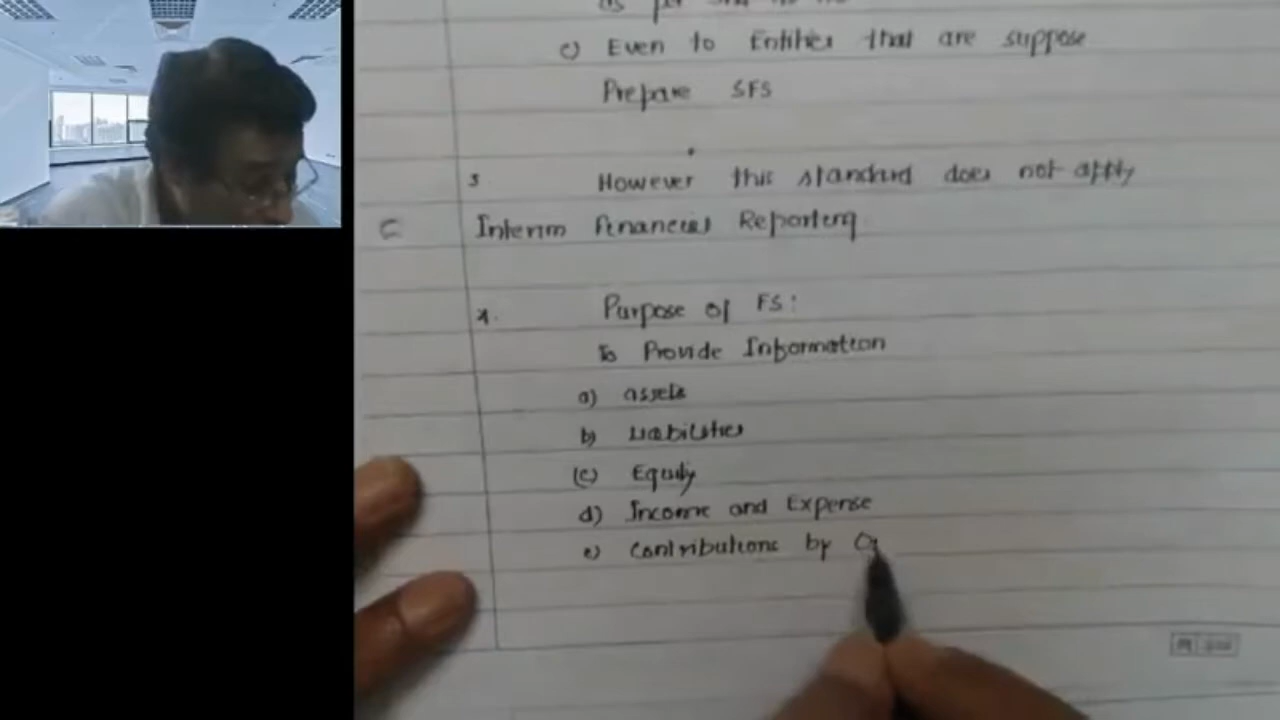 c) Even to Entities that are suppose
Prepare SFS
3 However this standard does not apply
Interim Financial Reporting
4. Purpose of FS:
To Provide Information
a) assets
b) Liabilities
(c) Equity
d) Income and Expense
e) Contributions by